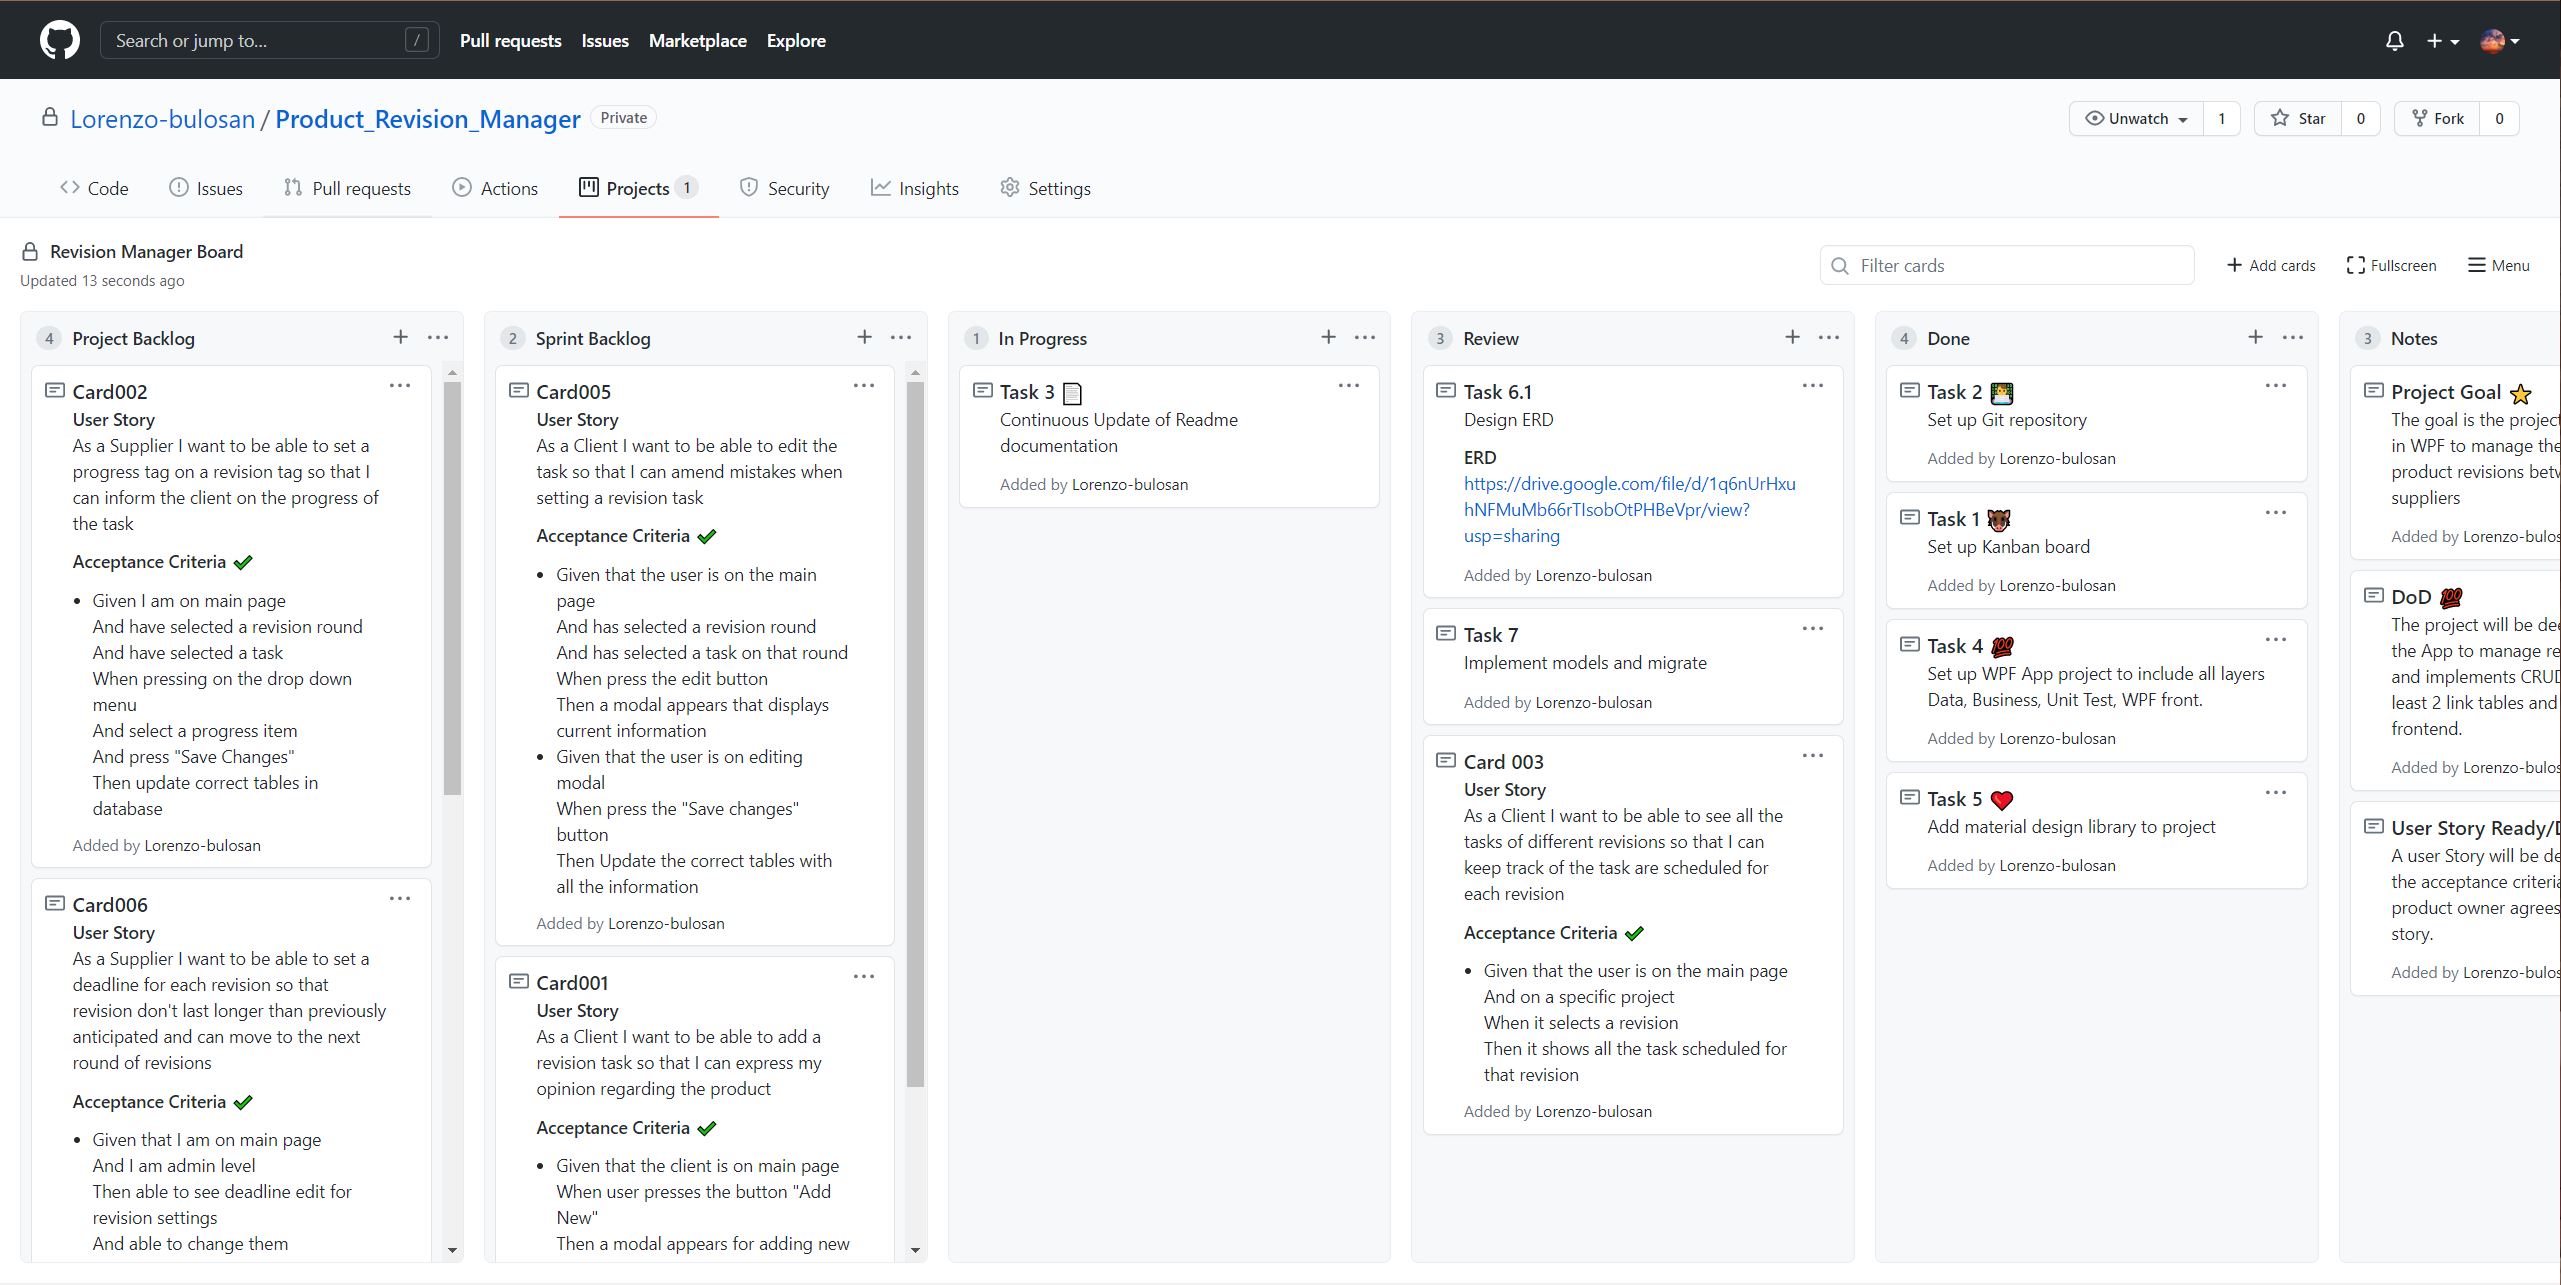 Search or jump to...
/
Pull requests
Issues
Marketplace
Explore
Lorenzo-bulosan / Product_Revision_Manager
Private
Unwatch
1
Star
0
Fork
0
Code
Issues
Pull requests
Actions
Projects 1
Security
Insights
Settings
Revision Manager Board
Updated 13 seconds ago
Filter cards
Add cards
Fullscreen
Menu
4 Project Backlog
Card002
User Story
As a Supplier I want to be able to set a
progress tag on a revision tag so that I
can inform the client on the progress of
the task
Acceptance Criteria ✔
• Given I am on main page
And have selected a revision round
And have selected a task
When pressing on the drop down
menu
And select a progress item
And press "Save Changes"
Then update correct tables in
database
Added by Lorenzo-bulosan
Card006
User Story
As a Supplier I want to be able to set a
deadline for each revision so that
revision don't last longer than previously
anticipated and can move to the next
round of revisions
Acceptance Criteria ✔
• Given that I am on main page
And I am admin level
Then able to see deadline edit for
revision settings
And able to change them
2 Sprint Backlog
Card005
User Story
As a Client I want to be able to edit the
task so that I can amend mistakes when
setting a revision task
Acceptance Criteria ✔
• Given that the user is on the main
page
And has selected a revision round
And has selected a task on that round
When press the edit button
Then a modal appears that displays
current information
• Given that the user is on editing
modal
When press the "Save changes"
button
Then Update the correct tables with
all the information
Added by Lorenzo-bulosan
Card001
User Story
As a Client I want to be able to add a
revision task so that I can express my
opinion regarding the product
Acceptance Criteria ✔
• Given that the client is on main page
When user presses the button "Add
New"
Then a modal appears for adding new
1 In Progress
Task 3
Continuous Update of Readme
documentation
Added by Lorenzo-bulosan
3 Review
Task 6.1
Design ERD
ERD
https://drive.google.com/file/d/1q6nUrHxu
hNFMuMb66rTIsobOtPHBeVpr/view?
usp=sharing
Added by Lorenzo-bulosan
Task 7
Implement models and migrate
Added by Lorenzo-bulosan
Card 003
User Story
As a Client I want to be able to see all the
tasks of different revisions so that I can
keep track of the task are scheduled for
each revision
Acceptance Criteria ✔
• Given that the user is on the main page
And on a specific project
When it selects a revision
Then it shows all the task scheduled for
that revision
Added by Lorenzo-bulosan
4 Done
Task 2
Set up Git repository
Added by Lorenzo-bulosan
Task 1
Set up Kanban board
Added by Lorenzo-bulosan
Task 4 💯
Set up WPF App project to include all layers
Data, Business, Unit Test, WPF front.
Added by Lorenzo-bulosan
Task 5 ❤
Add material design library to project
Added by Lorenzo-bulosan
3 Notes
Project Goal ⭐
The goal is the project
in WPF to manage the
product revisions
suppliers
Added by
DoD 💯
The project will be
the App to manage
and implements CRUD
least 2 link tables and
frontend.
Added by
User Story Ready/
A user Story will be
the acceptance criteria
product owner agrees
story.
Added by